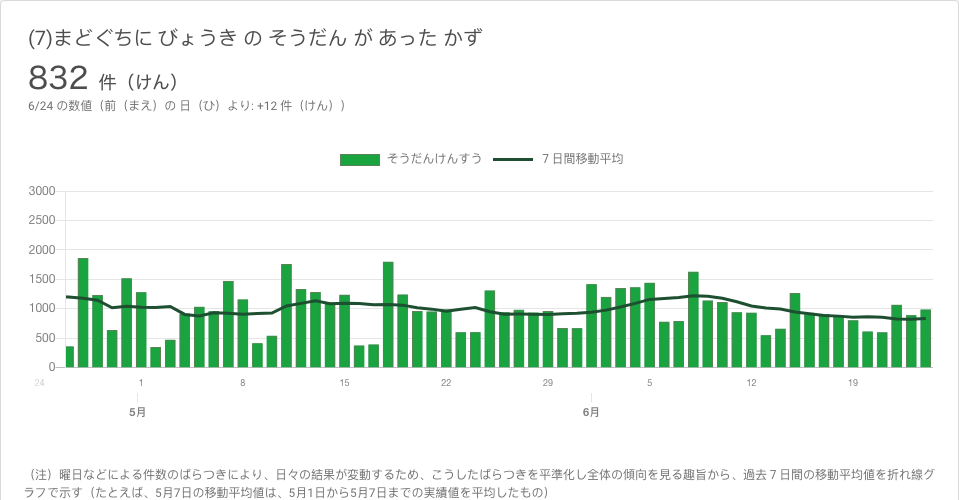 (7)まどぐちに びょうき の そうだん が あった かず
832 件（けん）
6/24 の数値（前（まえ）の 日（ひ）より: +12 件（けん））
そうだんけんすう 7 日間移動平均
3000
2500
2000
1500
1000
500
0
24 1 8 15 22 29 5 12 19
5月 6月
（注）曜日などによる件数のばらつきにより、日々の結果が変動するため、こうしたばらつきを平準化し全体の傾向を見る趣旨から、過去 7 日間の移動平均値を折れ線グ
ラフで示す（たとえば、5月7日の移動平均値は、5月1日から5月7日までの実績値を平均したもの）